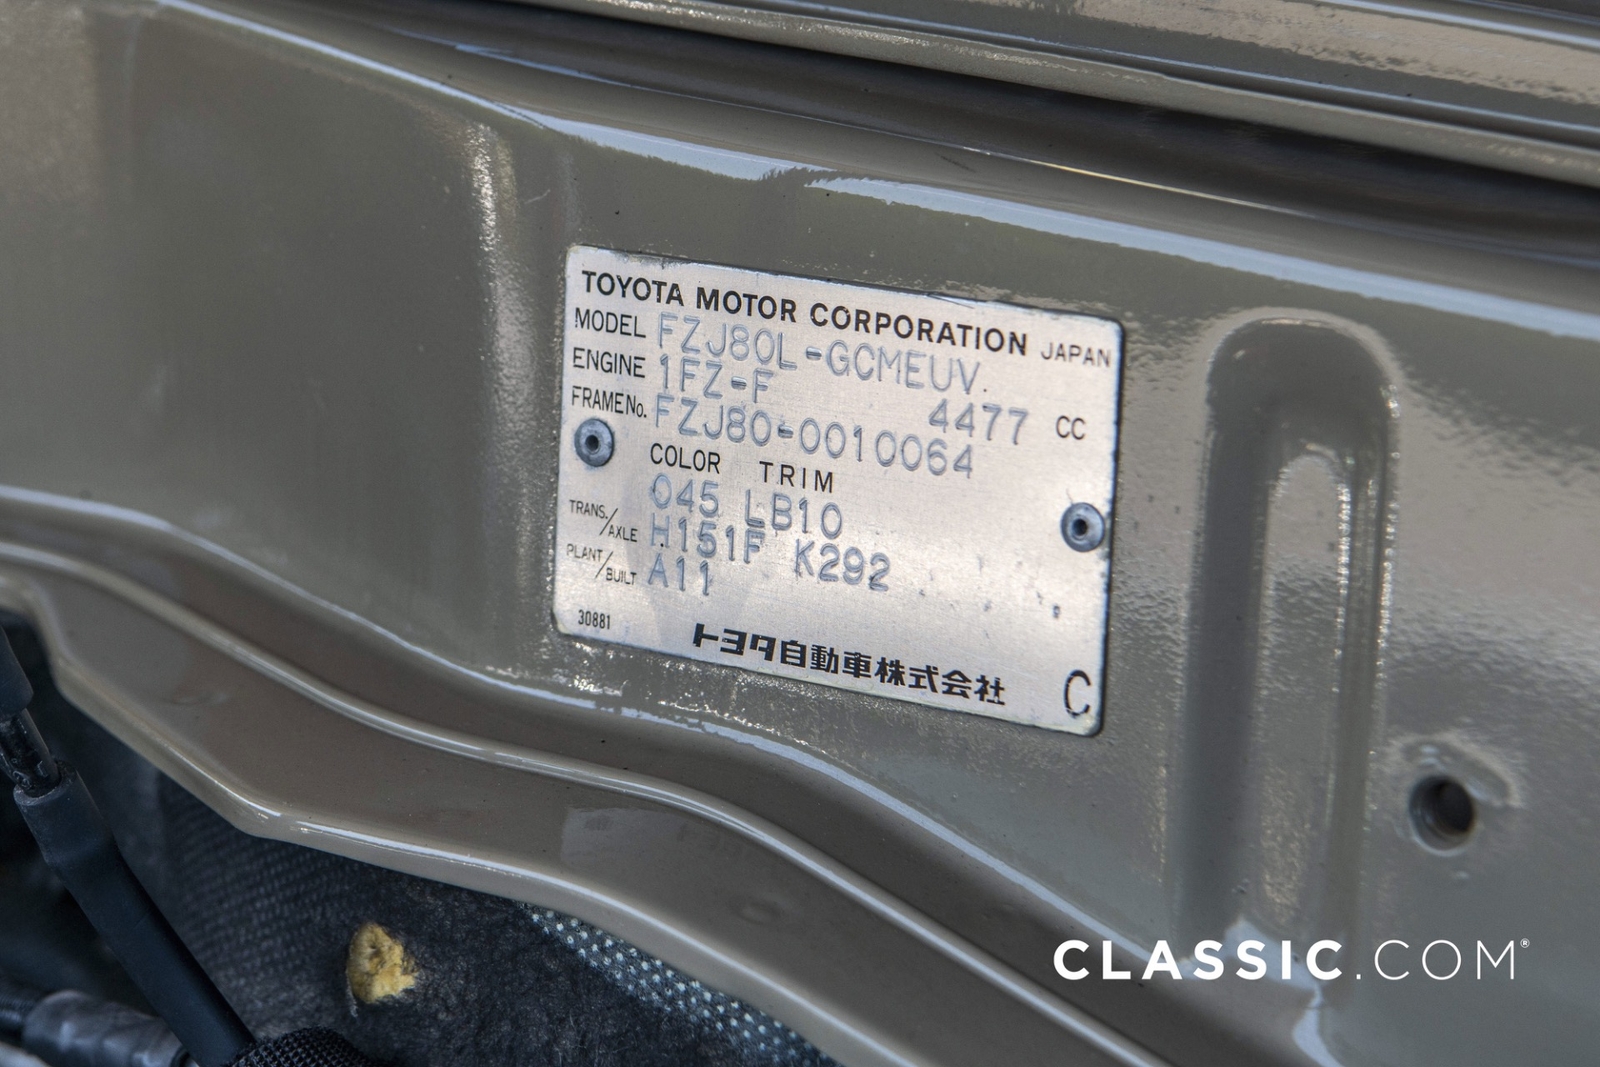 TOYOTA MOTOR CORPORATION JAPAN
MODEL FZJ80L-GCMEUV
ENGINE 1FZ-F 4477 CC
FRAME No. FZJ80-0010064
COLOR TRIM
045 LB10
TRANS./AXLE H151F K292
PLANT/BUILT A11
30881
トヨタ自動車株式会社 C
CLASSIC.COM®